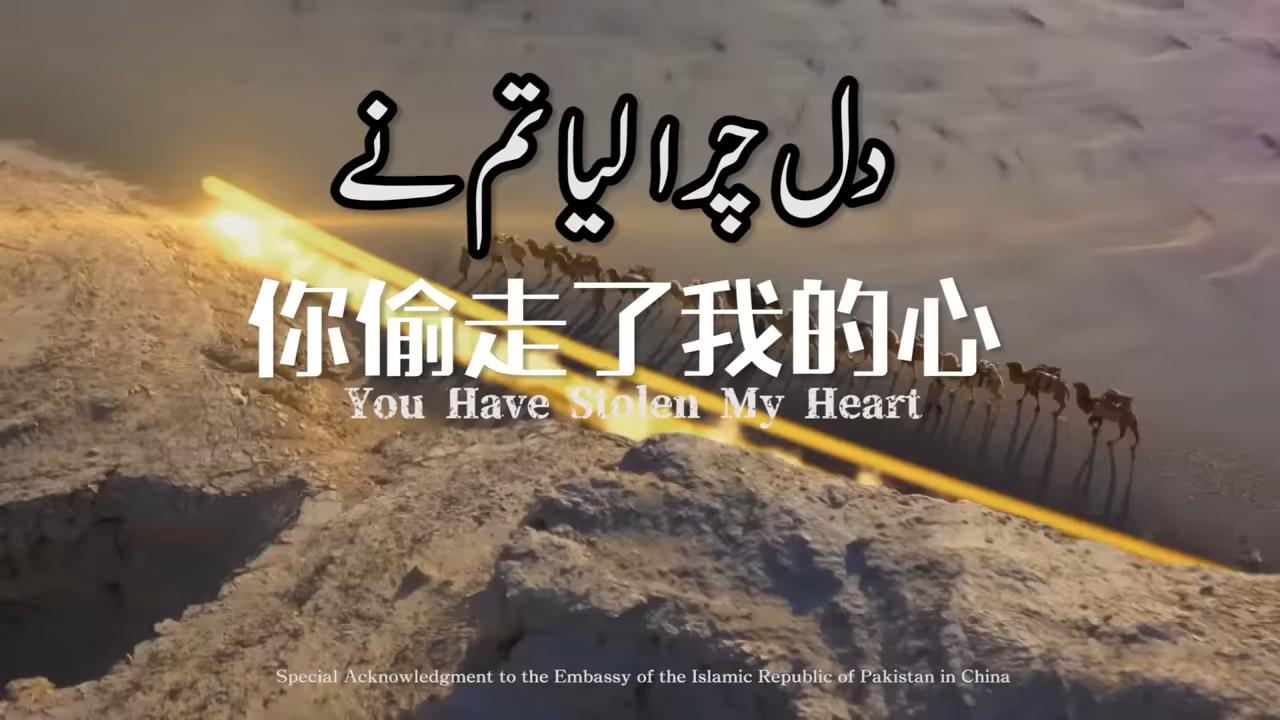 دل چرا لیا تم نے
你偷走了我的心
You Have Stolen My Heart
Special Acknowledgment to the Embassy of the Islamic Republic of Pakistan in China